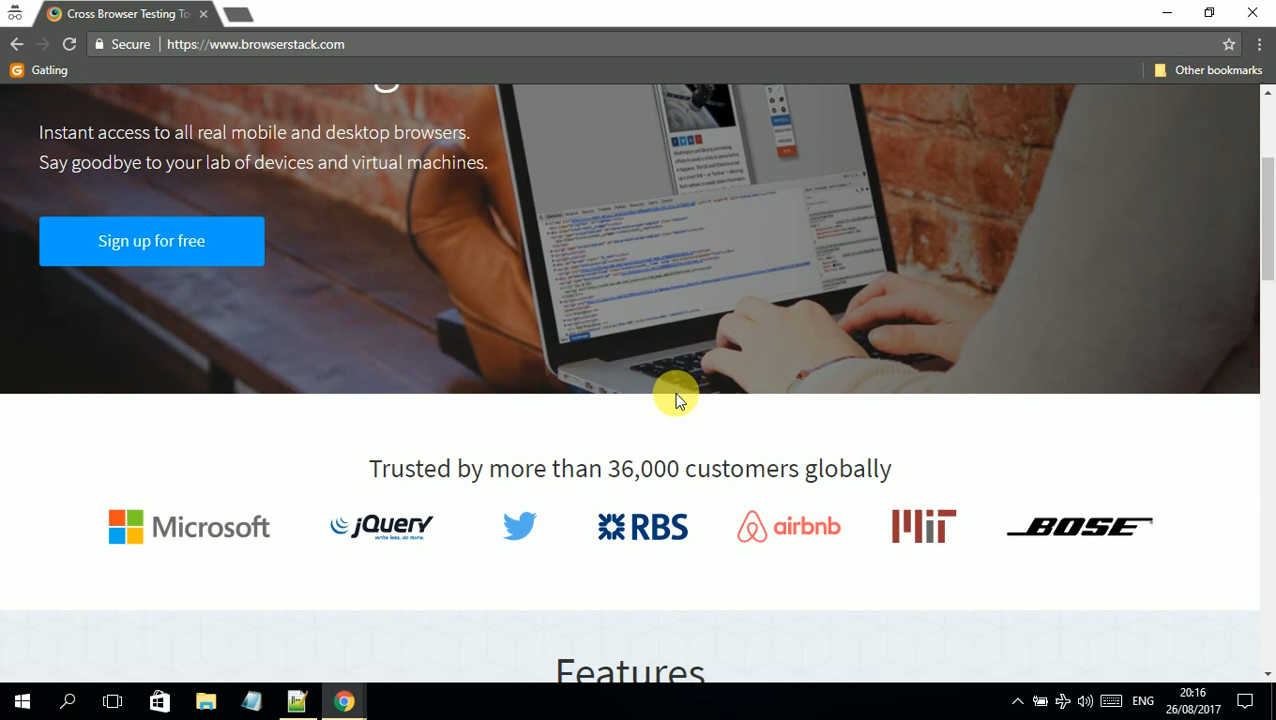 Cross Browser Testing To
Secure
https://www.browserstack.com
Gatling
Other bookmarks
Instant access to all real mobile and desktop browsers.
Say goodbye to your lab of devices and virtual machines.
Sign up for free
Trusted by more than 36,000 customers globally
Microsoft
jQuery
write less. do more.
RBS
airbnb
MiT
BOSE
Features
ENG
20:16
26/08/2017